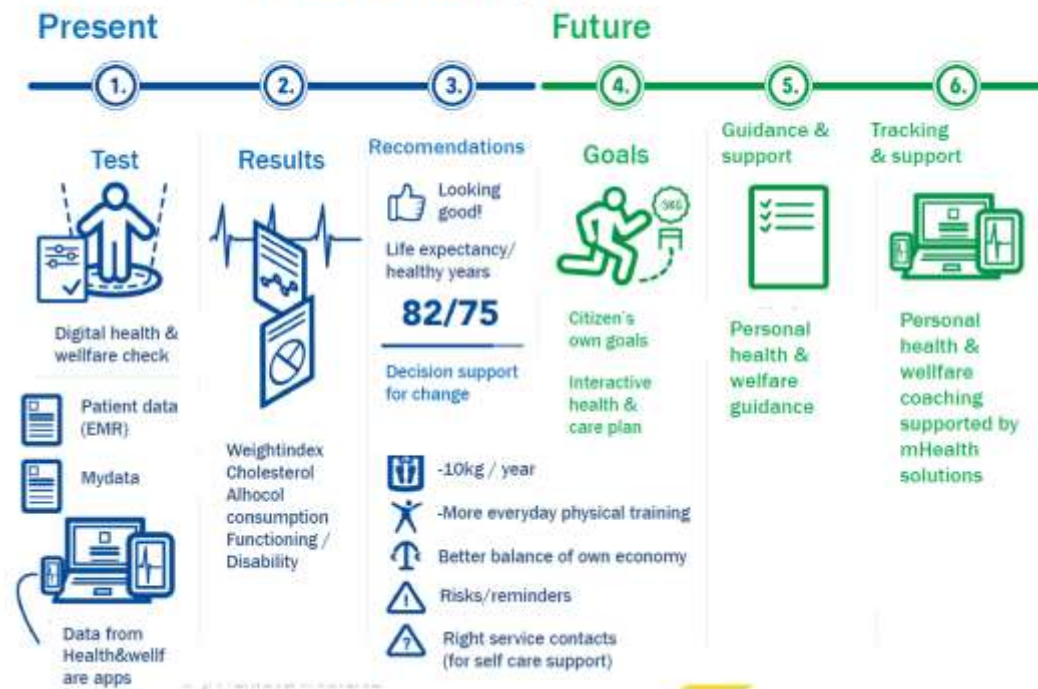 Present
Future
1.
2.
3.
4.
5.
6.
Test
Digital health &
wellfare check
Patient data
(EMR)
Mydata
Data from
Health&wellf
are apps
Results
Weightindex
Cholesterol
Alhocol
consumption
Functioning /
Disability
Recomendations
Looking
good!
Life expectancy/
healthy years
82/75
Decision support
for change
-10kg / year
-More everyday physical training
Better balance of own economy
Risks/reminders
Right service contacts
(for self care support)
Goals
-5KG
Citizen's
own goals
Interactive
health &
care plan
Guidance &
support
Personal
health &
welfare
guidance
Tracking
& support
Personal
health &
wellfare
coaching
supported by
mHealth
solutions